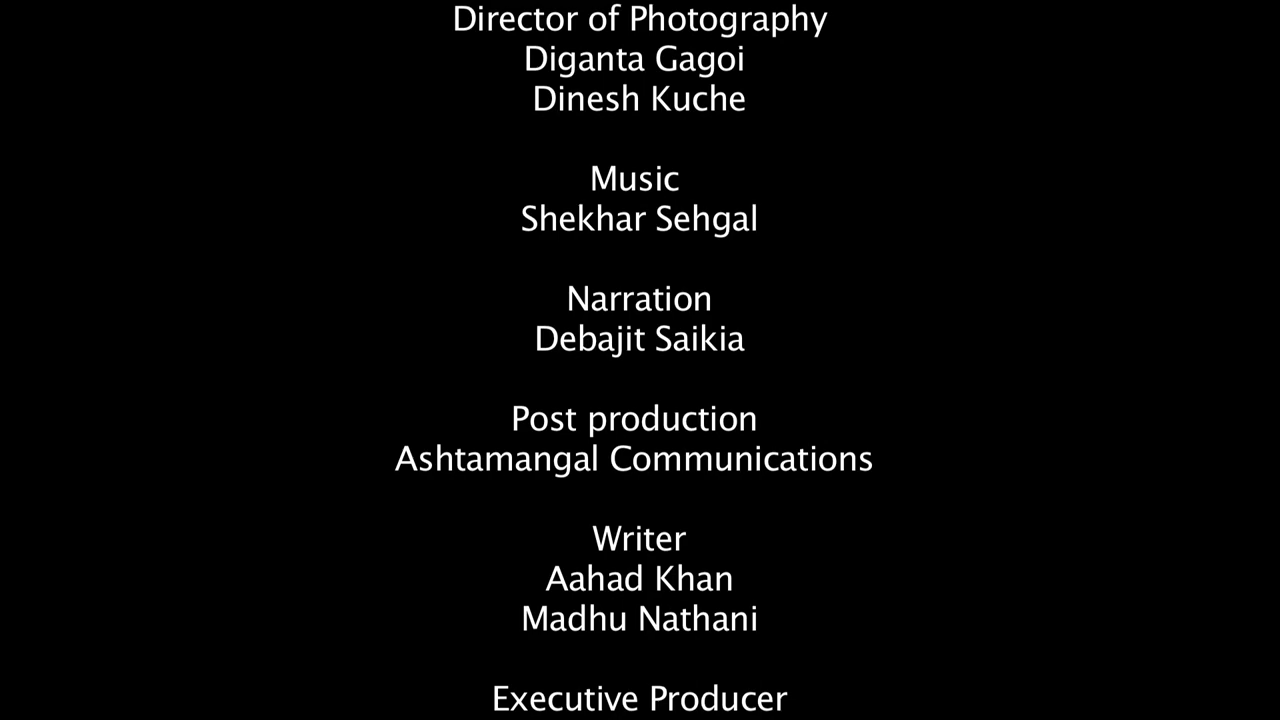 Director of Photography
Diganta Gagoi
Dinesh Kuche
Music
Shekhar Sehgal
Narration
Debajit Saikia
Post production
Ashtamangal Communications
Writer
Aahad Khan
Madhu Nathani
Executive Producer